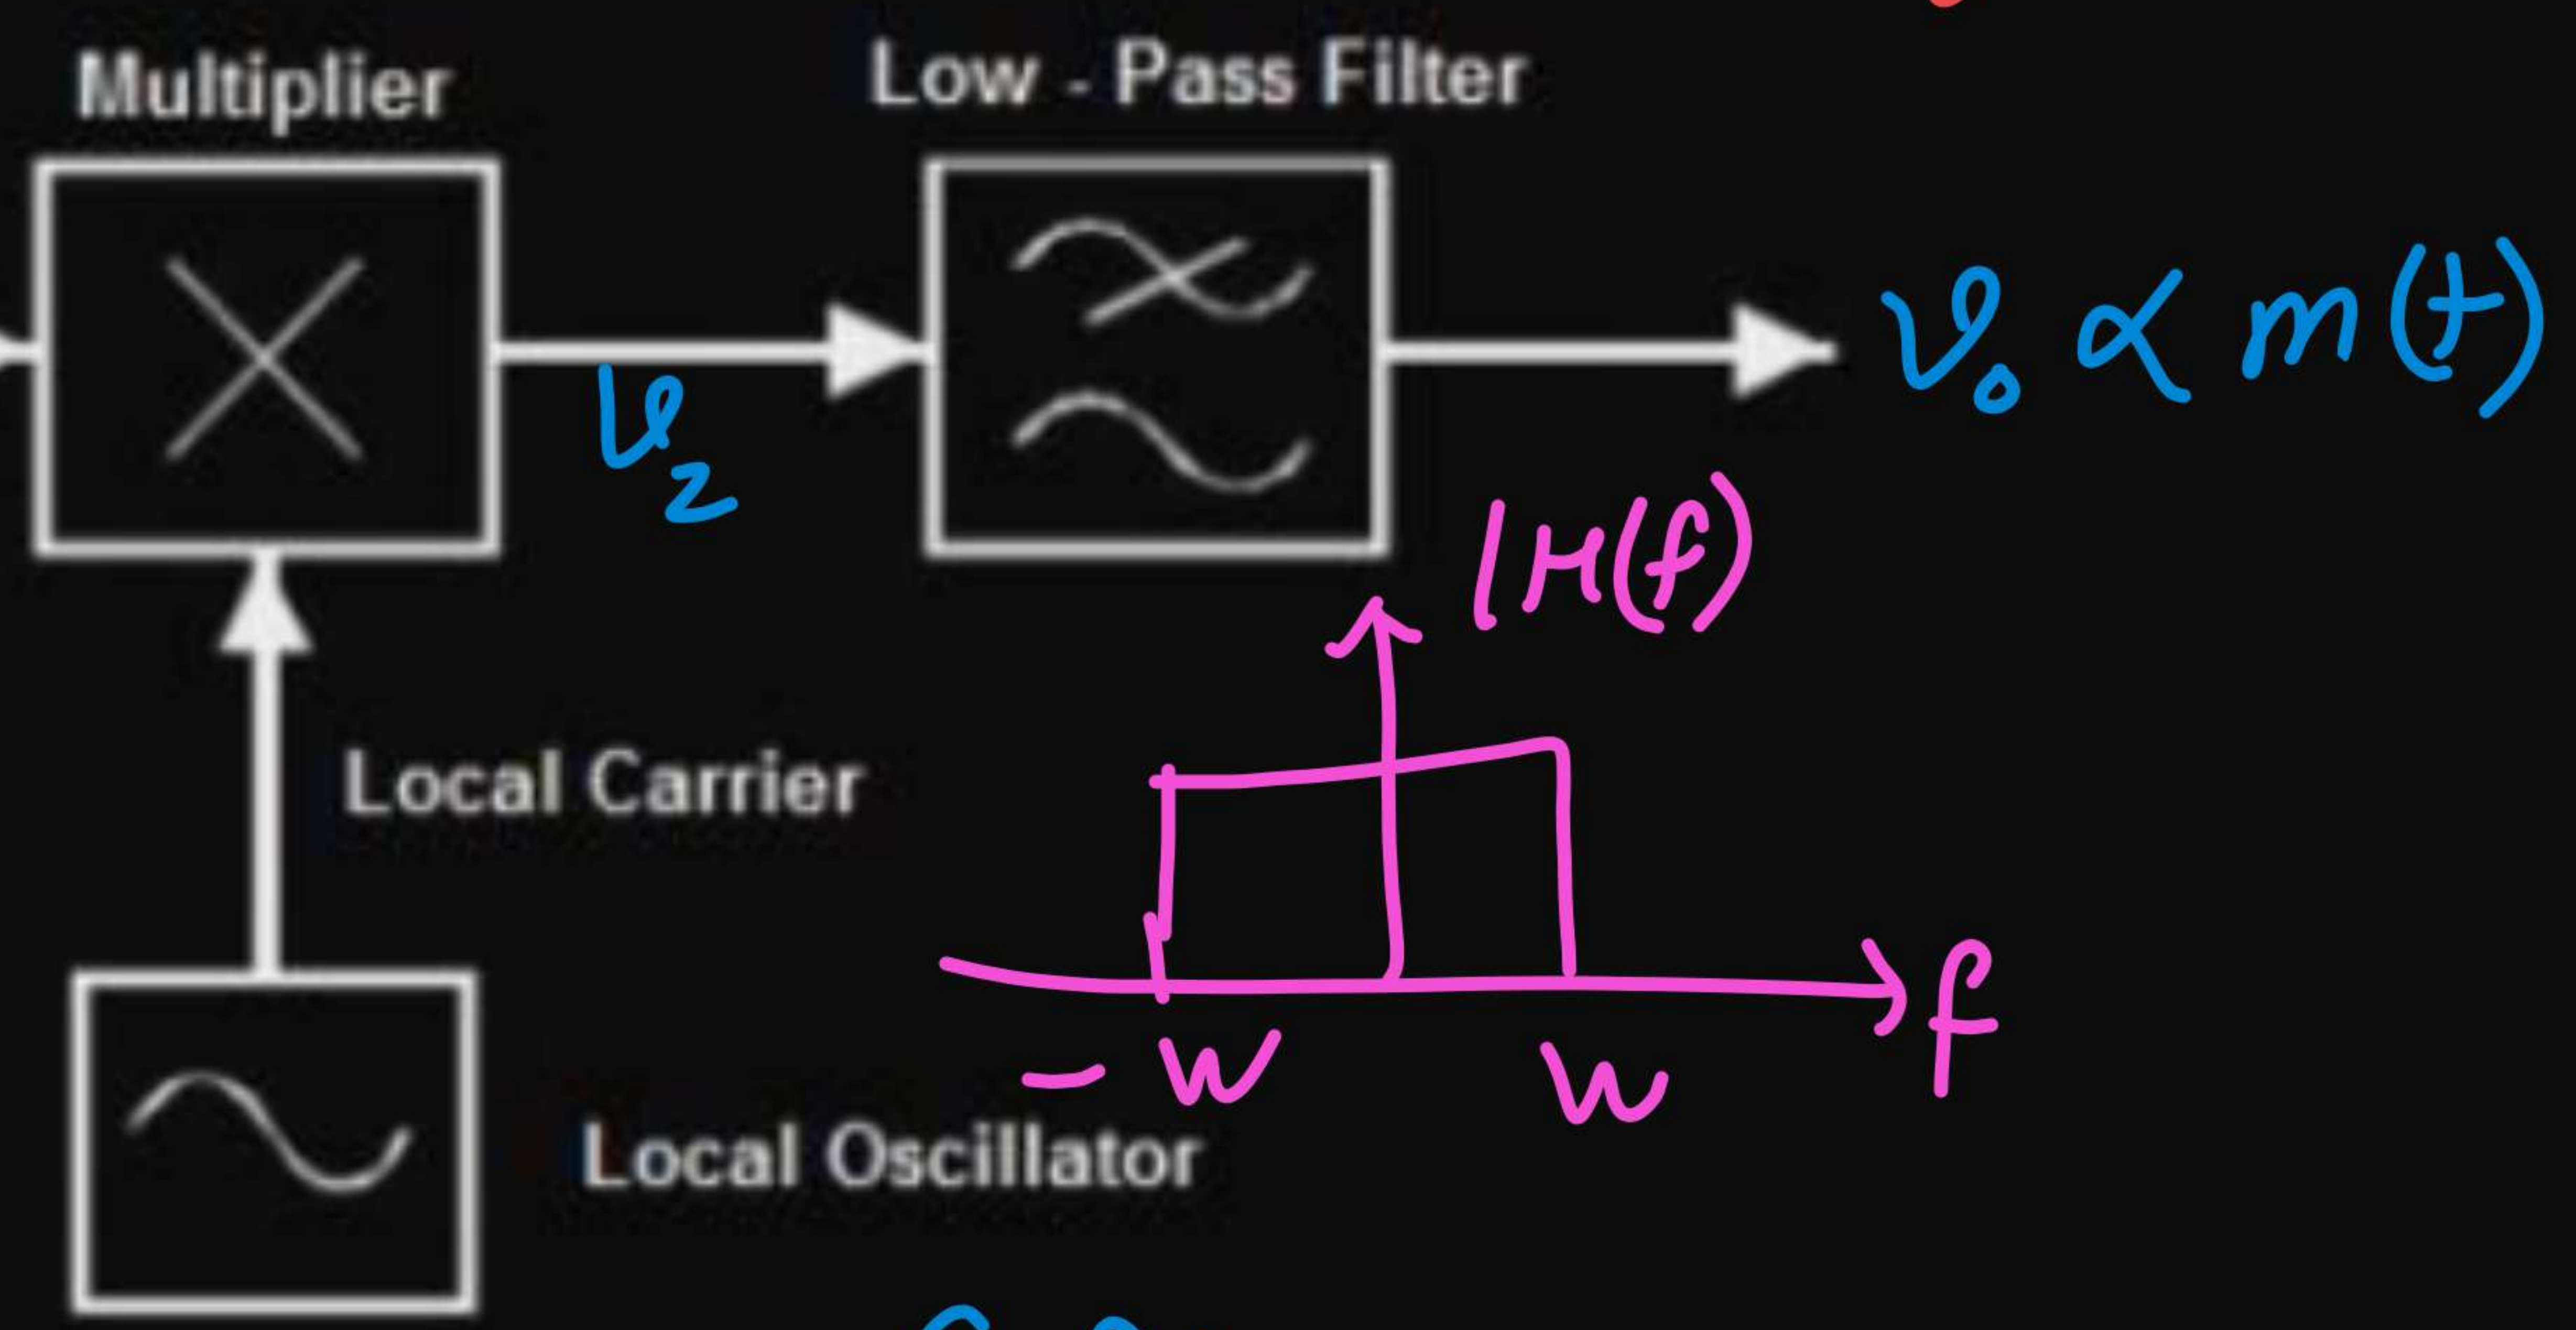 Multiplier
Low - Pass Filter
v₂
v₀ ∝ m(t)
|H(f)
Local Carrier
f
-W W
Local Oscillator